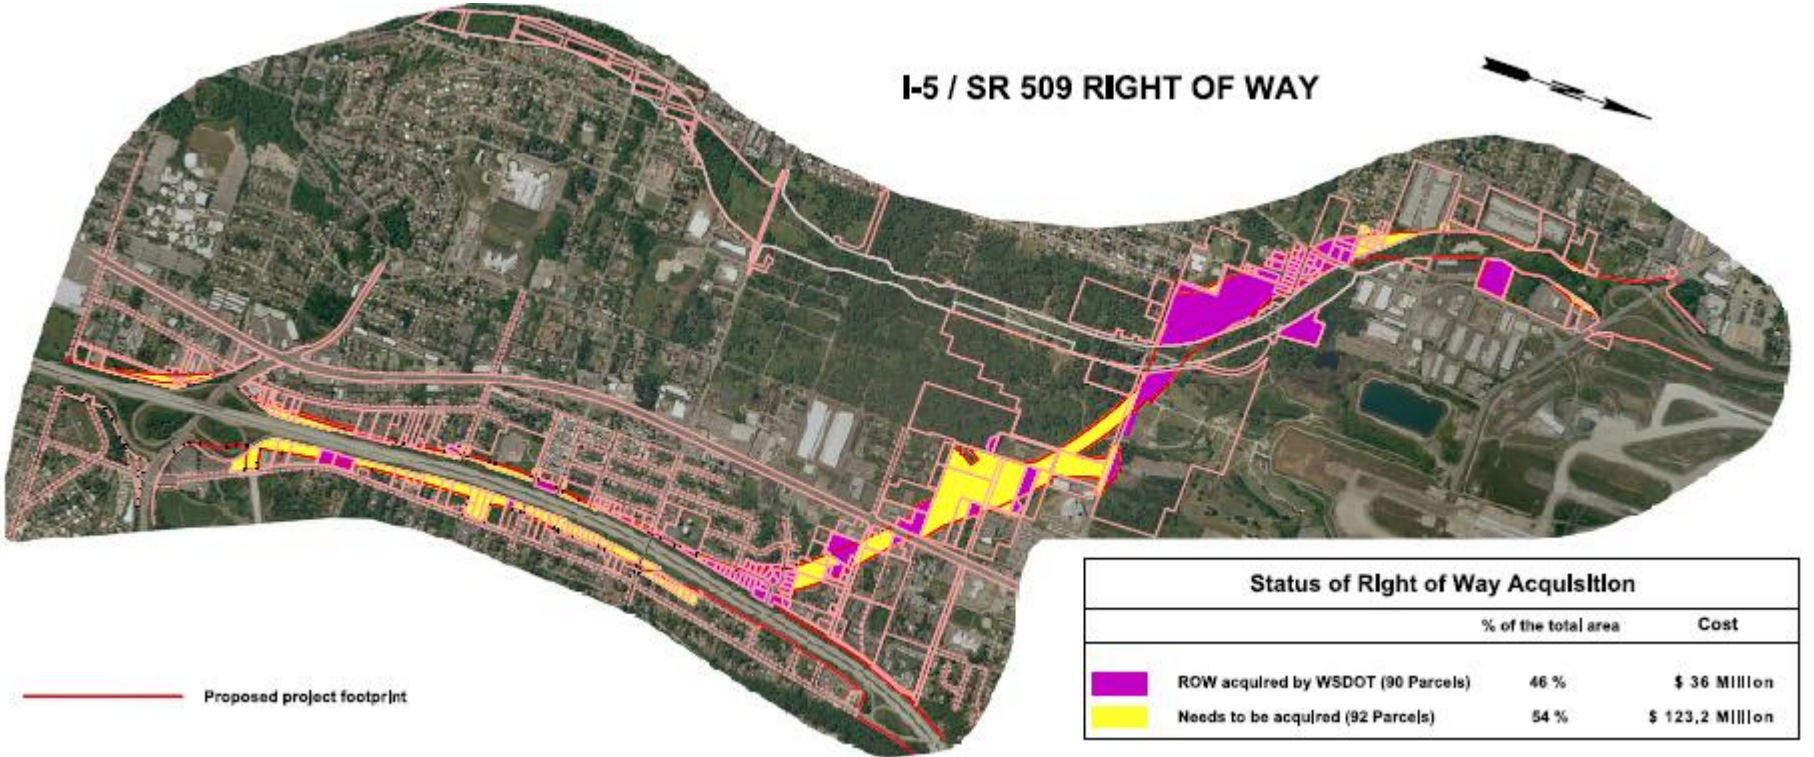 I-5 / SR 509 RIGHT OF WAY
Status of Right of Way Acquisition
% of the total area Cost
ROW acquired by WSDOT (90 Parcels) 46 % $ 36 Million
Needs to be acquired (92 Parcels) 54 % $ 123,2 Million
Proposed project footprint